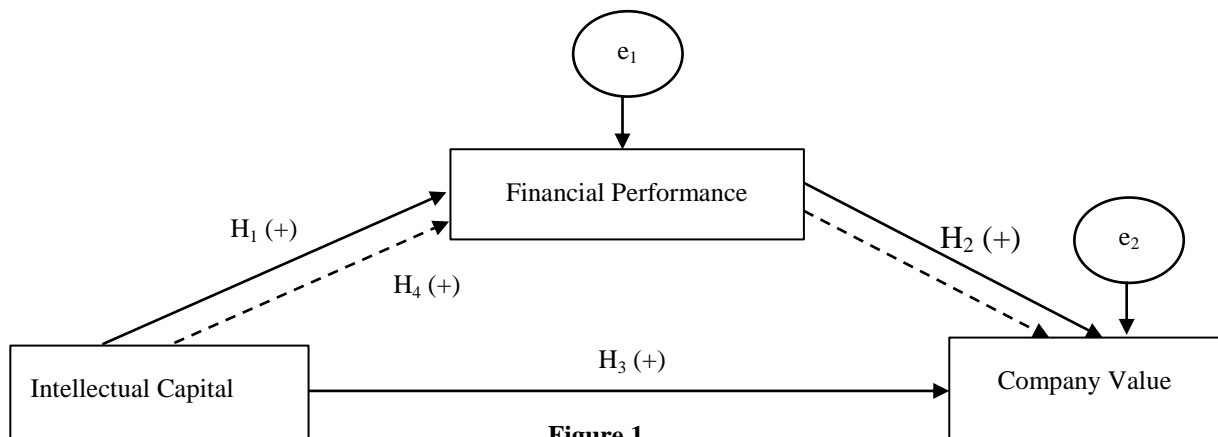 e₁
Financial Performance
H₁ (+)
H₂ (+)
e₂
H₄ (+)
H₃ (+)
Intellectual Capital
Company Value
Figure 1